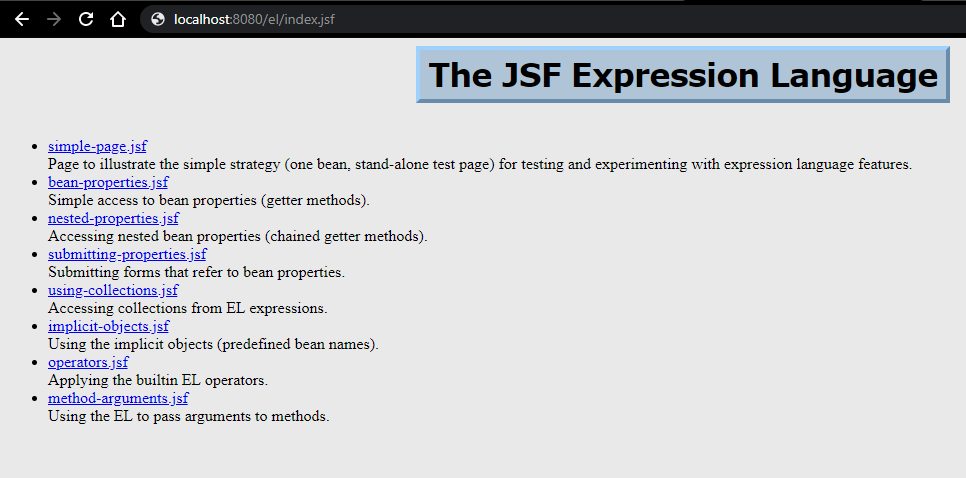 localhost:8080/el/index.jsf
The JSF Expression Language
simple-page.jsf
Page to illustrate the simple strategy (one bean, stand-alone test page) for testing and experimenting with expression language features.
bean-properties.jsf
Simple access to bean properties (getter methods).
nested-properties.jsf
Accessing nested bean properties (chained getter methods).
submitting-properties.jsf
Submitting forms that refer to bean properties.
using-collections.jsf
Accessing collections from EL expressions.
implicit-objects.jsf
Using the implicit objects (predefined bean names).
operators.jsf
Applying the builtin EL operators.
method-arguments.jsf
Using the EL to pass arguments to methods.